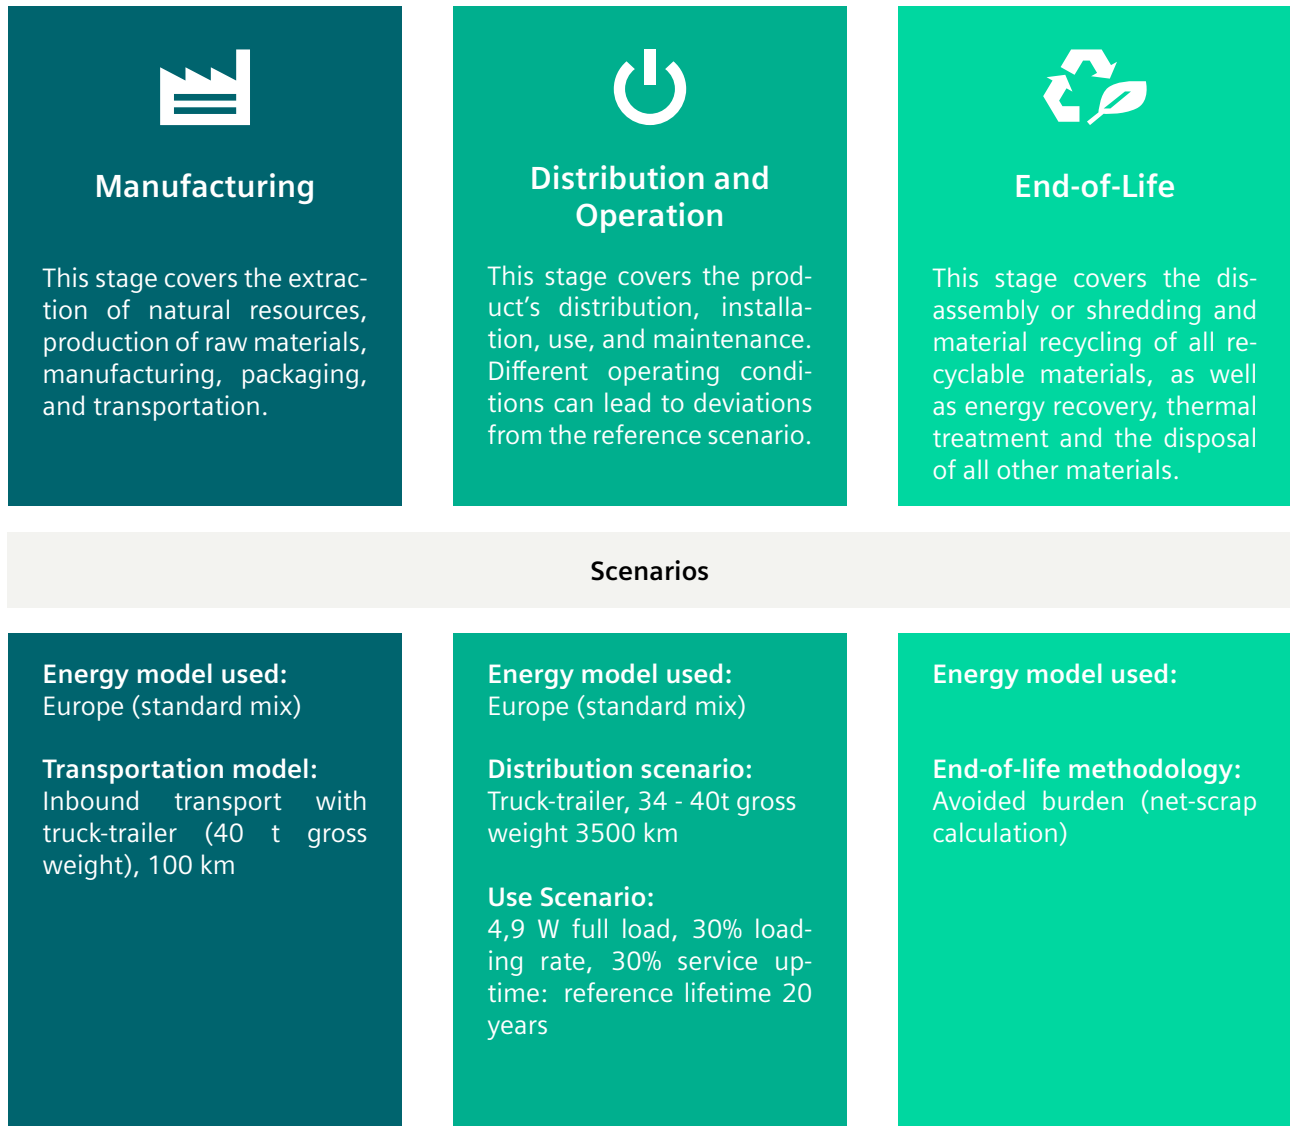 Manufacturing
This stage covers the extrac-
tion of natural resources,
production of raw materials,
manufacturing, packaging,
and transportation.
Distribution and
Operation
This stage covers the prod-
uct's distribution, installa-
tion, use, and maintenance.
Different operating condi-
tions can lead to deviations
from the reference scenario.
End-of-Life
This stage covers the dis-
assembly or shredding and
material recycling of all re-
cyclable materials, as well
as energy recovery, thermal
treatment and the disposal
of all other materials.
Scenarios
Energy model used:
Europe (standard mix)
Transportation model:
Inbound transport with
truck-trailer (40 t gross
weight), 100 km
Energy model used:
Europe (standard mix)
Distribution scenario:
Truck-trailer, 34 - 40t gross
weight 3500 km
Use Scenario:
4,9 W full load, 30% load-
ing rate, 30% service up-
time: reference lifetime 20
years
Energy model used:
End-of-life methodology:
Avoided burden (net-scrap
calculation)